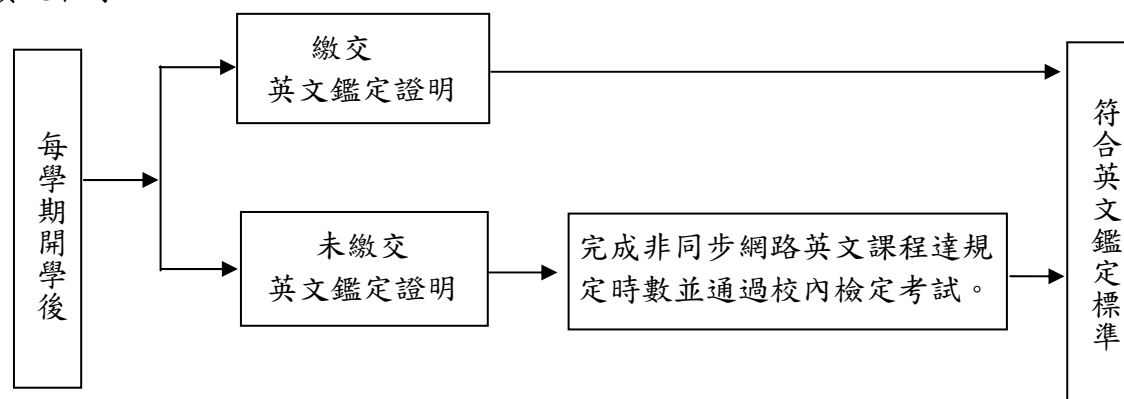 每學期開學後
繳交
英文鑑定證明
未繳交
英文鑑定證明
完成非同步網路英文課程達規
定時數並通過校內檢定考試。
符合英文鑑定標準